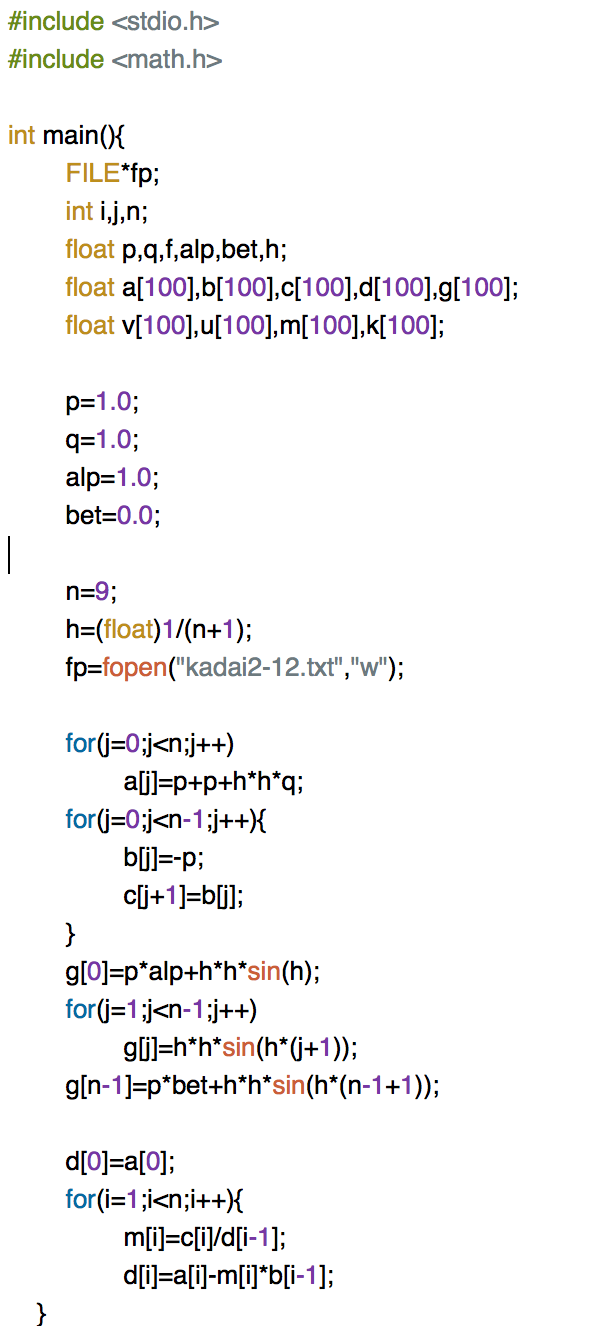 #include <stdio.h>
#include <math.h>
int main(){
FILE*fp;
int i,j,n;
float p,q,f,alp,bet,h;
float a[100],b[100],c[100],d[100],g[100];
float v[100],u[100],m[100],k[100];
p=1.0;
q=1.0;
alp=1.0;
bet=0.0;
n=9;
h=(float)1/(n+1);
fp=fopen("kadai2-12.txt","w");
for(j=0;j<n;j++)
a[j]=p+p+h*h*q;
for(j=0;j<n-1;j++){
b[j]=-p;
c[j+1]=b[j];
}
g[0]=p*alp+h*h*sin(h);
for(j=1;j<n-1;j++)
g[j]=h*h*sin(h*(j+1));
g[n-1]=p*bet+h*h*sin(h*(n-1+1));
d[0]=a[0];
for(i=1;i<n;i++){
m[i]=c[i]/d[i-1];
d[i]=a[i]-m[i]*b[i-1];
}